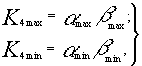 K₄ max = αmax βmax ;
K₄ min = αmin βmin ,